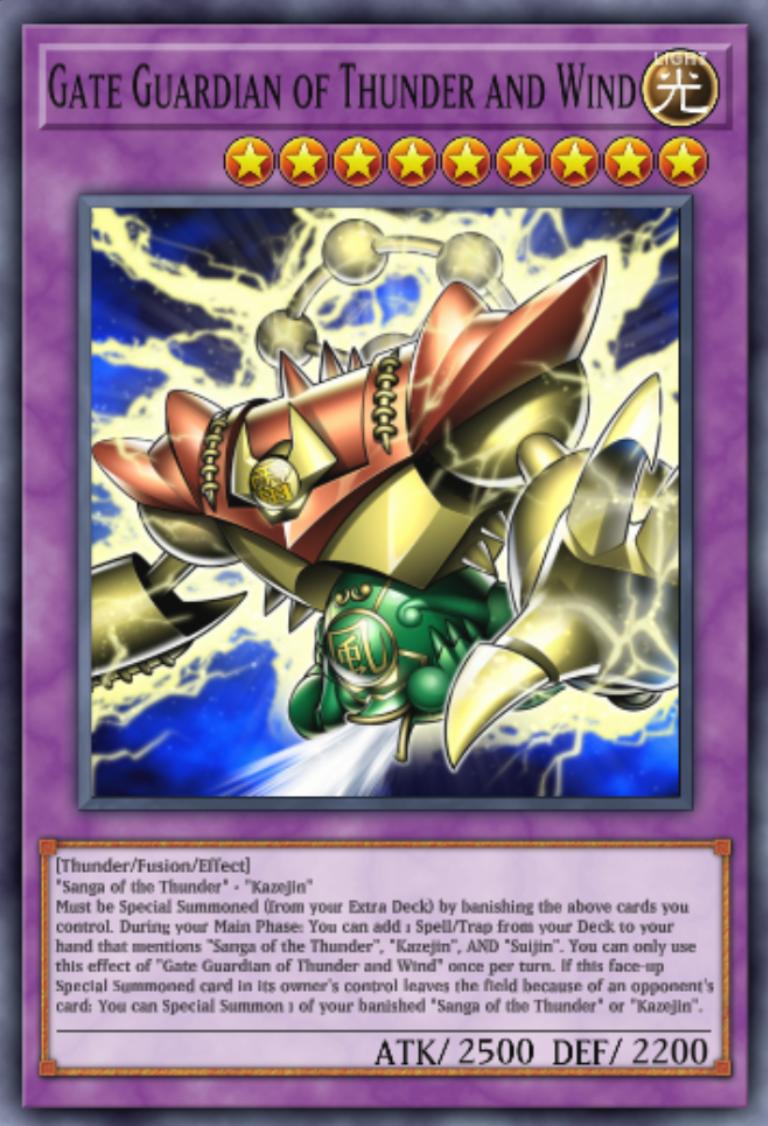 GATE GUARDIAN OF THUNDER AND WIND
LIGHT
光
風
[Thunder/Fusion/Effect]
"Sanga of the Thunder" + "Kazejin"
Must be Special Summoned (from your Extra Deck) by banishing the above cards you
control. During your Main Phase: You can add 1 Spell/Trap from your Deck to your
hand that mentions "Sanga of the Thunder", "Kazejin", AND "Suijin". You can only use
this effect of "Gate Guardian of Thunder and Wind" once per turn. If this face-up
Special Summoned card in its owner's control leaves the field because of an opponent's
card: You can Special Summon 1 of your banished "Sanga of the Thunder" or "Kazejin".
ATK/ 2500 DEF/ 2200